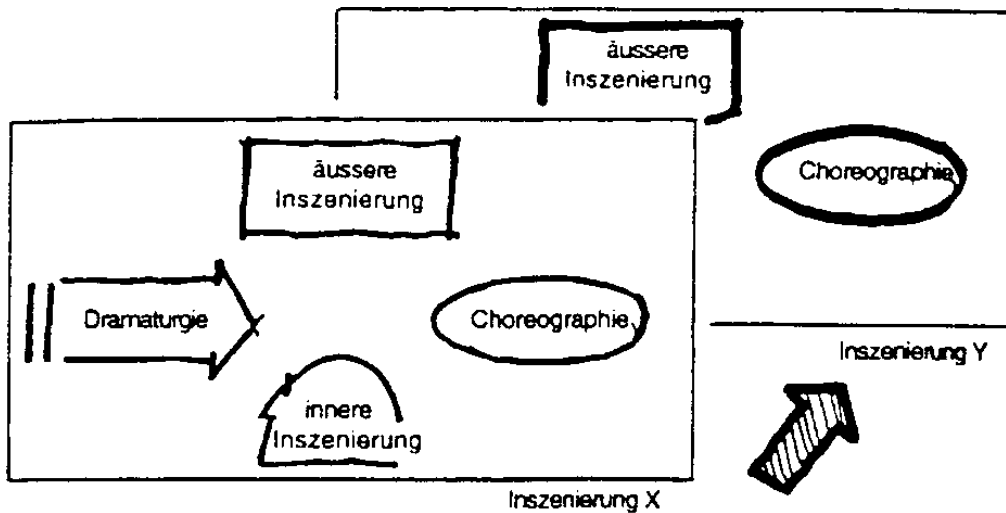 äussere
Inszenierung
Choreographie
äussere
Inszenierung
Dramaturgie
Choreographie
Inszenierung Y
innere
Inszenierung
Inszenierung X